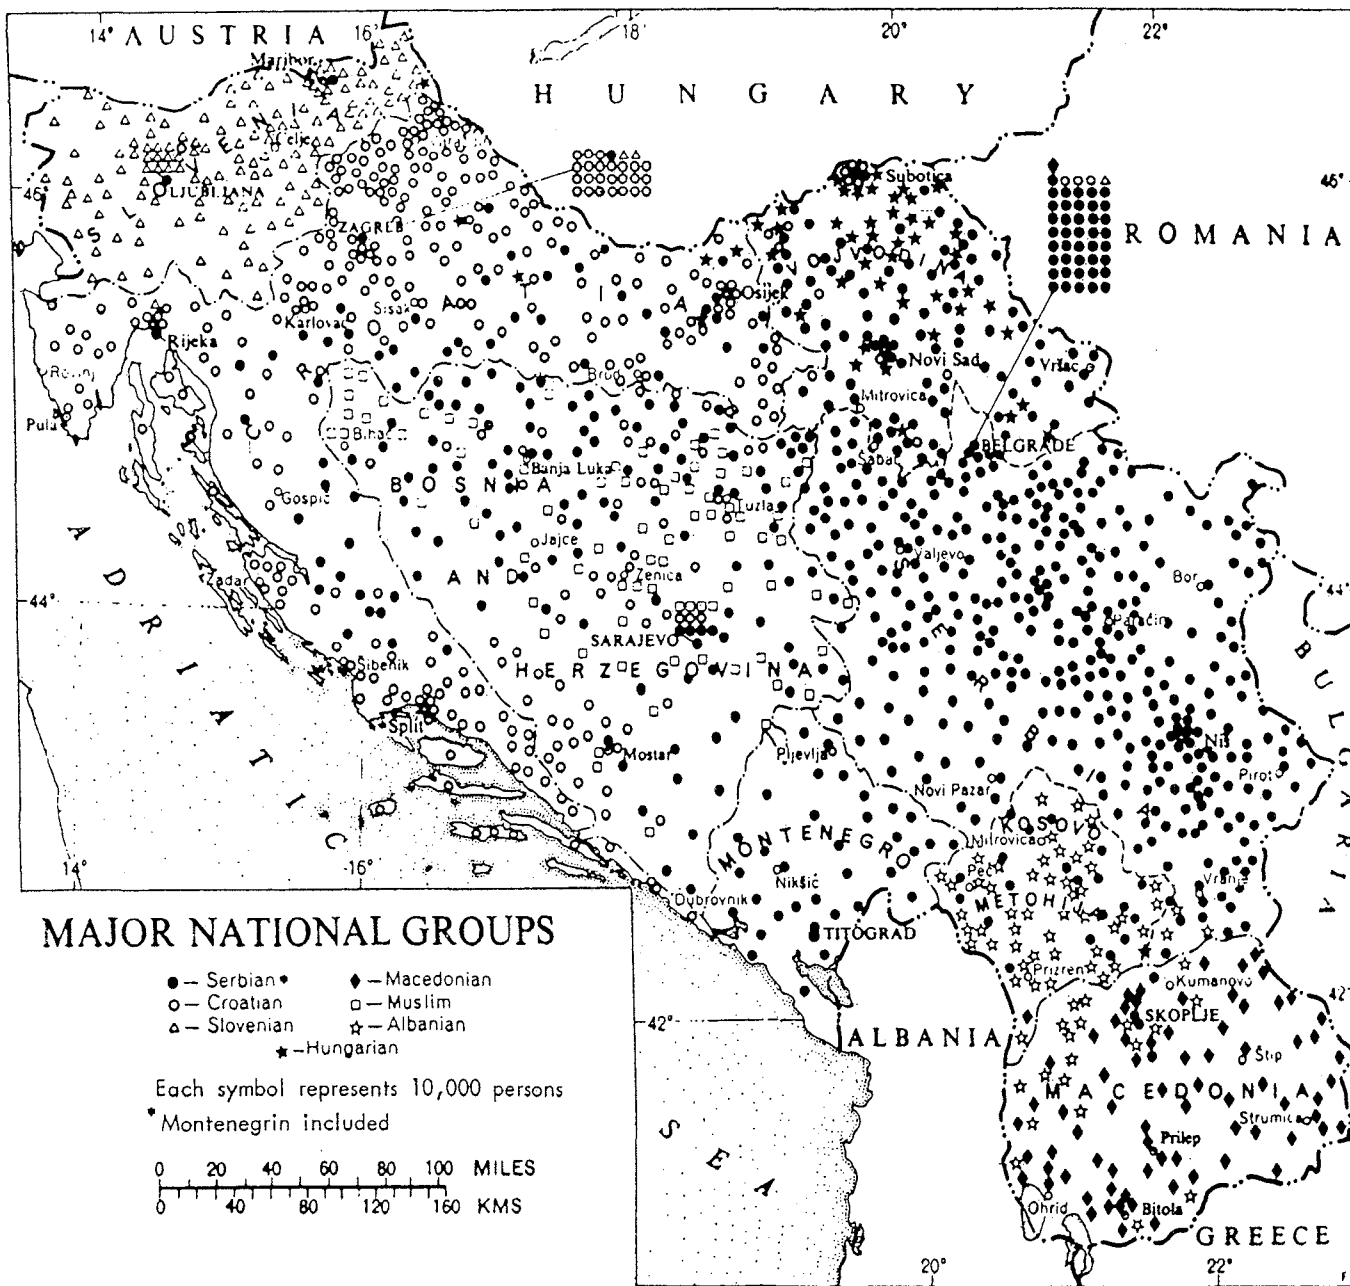 14° AUSTRIA 16° 18° 20° 22°
HUNGARY
Maribor
SLOVENIA
Celje
LJUBLJANA
46°
46°
Subotica
ROMANIA
ZAGREB
VOJVODINA
CROATIA
Osijek
Sisak
Karlovac
Rijeka
Rovinj
Pula
Brod
Novi Sad
Vršac
Mitrovica
BELGRADE
Šabac
Bihać
Banja Luka
BOSNIA
Tuzla
Gospić
Jajce
Valjevo
Bor
AND
Zenica
Zadar
44°
44°
SERBIA
Paraćin
SARAJEVO
HERZEGOVINA
Šibenik
Split
Mostar
Pljevlja
Niš
Pirot
Novi Pazar
BULGARIA
ADRIATIC
14°
16°
MONTENEGRO
KOSOVO
Mitrovica
Peć
METOHIJA
Nikšić
Vranje
Dubrovnik
TITOGRAD
Prizren
Kumanovo
42°
42°
ALBANIA
SKOPLJE
Štip
MACEDONIA
Strumica
Prilep
SEA
Ohrid
Bitola
GREECE
20°
22°
MAJOR NATIONAL GROUPS
● – Serbian* ♦ – Macedonian
○ – Croatian □ – Muslim
△ – Slovenian ☆ – Albanian
★ – Hungarian
Each symbol represents 10,000 persons
*Montenegrin included
0 20 40 60 80 100 MILES
0 40 80 120 160 KMS